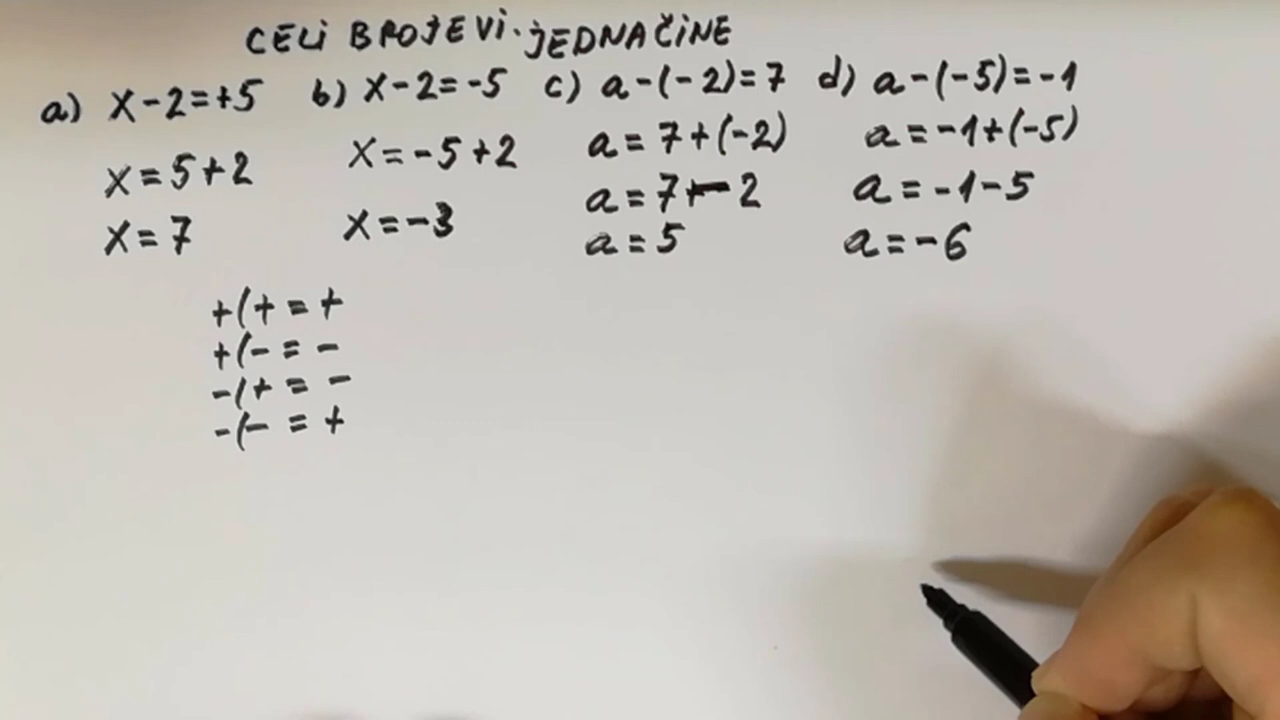 CELI BROJEVI. JEDNAČINE
a) x-2=+5
x=5+2
x=7
b) x-2=-5
x=-5+2
x=-3
c) a-(-2)=7
a=7+(-2)
a=7-2
a=5
d) a-(-5)=-1
a=-1+(-5)
a=-1-5
a=-6
+(+=+
+(-=-
-(+=-
-(-=+